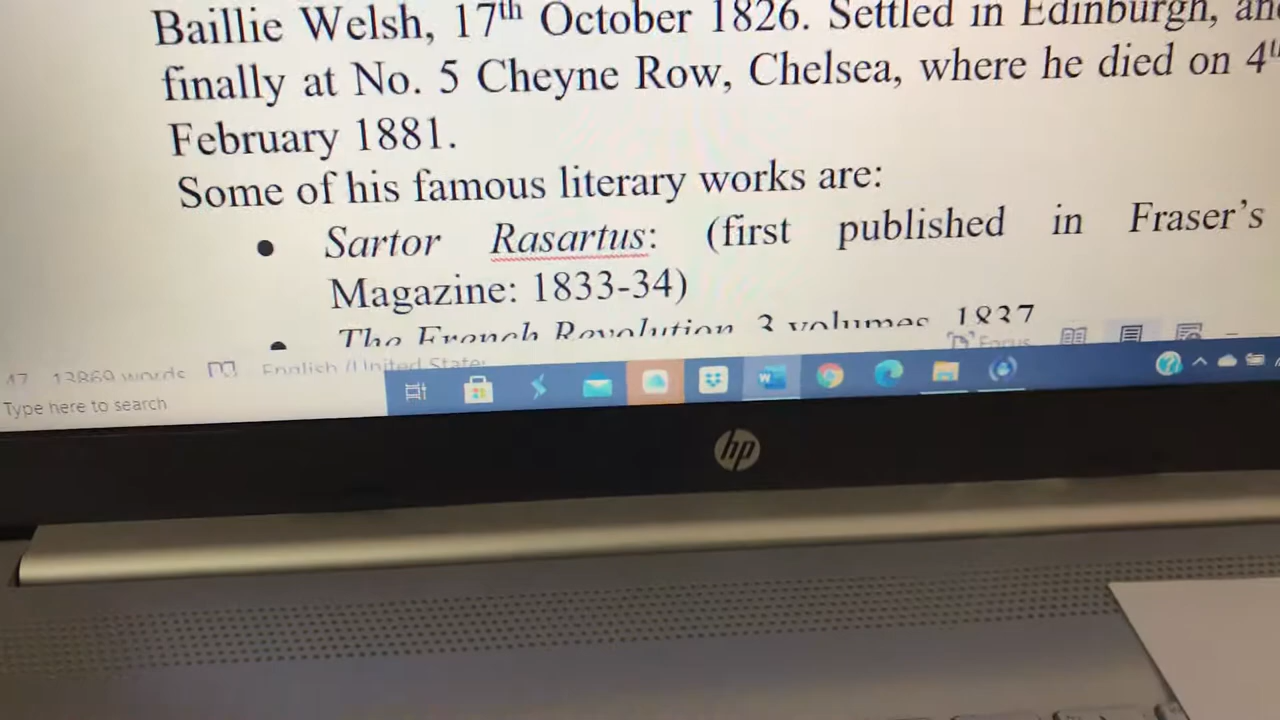 Baillie Welsh, 17th October 1826. Settled in Edinburgh, and
finally at No. 5 Cheyne Row, Chelsea, where he died on 4th
February 1881.
Some of his famous literary works are:
• Sartor Rasartus: (first published in Fraser's
Magazine: 1833-34)
• The French Revolution 3 volumes 1837
47 13869 words English (United States Focus
Type here to search
hp